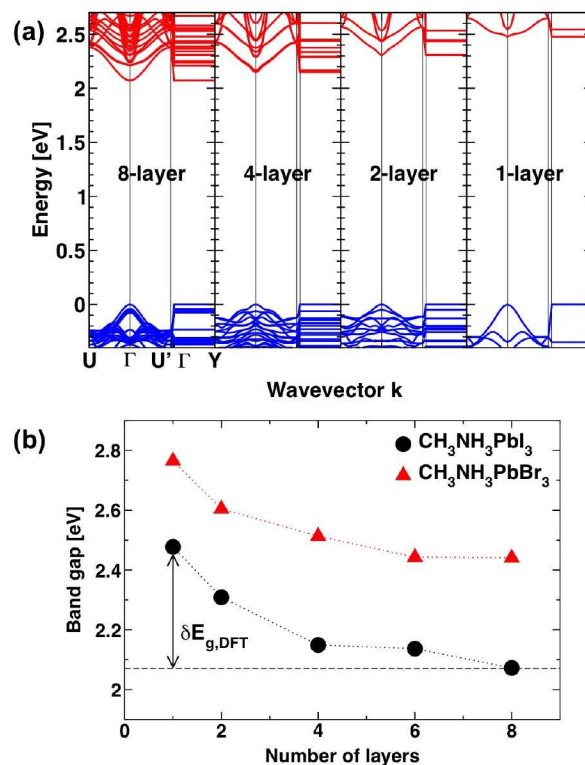 (a)
2.5
2
1.5
1
0.5
0
Energy [eV]
8-layer 4-layer 2-layer 1-layer
U Γ U' Γ Y
Wavevector k
(b)
2.8
2.6
2.4
2.2
2
Band gap [eV]
CH3NH3PbI3
CH3NH3PbBr3
δEg,DFT
0 2 4 6 8
Number of layers